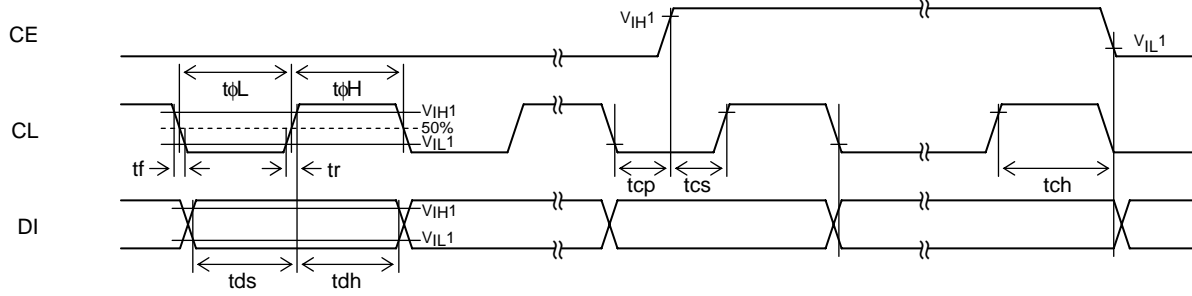 CE
VIH1
VIL1
tϕL
tϕH
CL
VIH1
50%
VIL1
tf
tr
tcp
tcs
tch
DI
VIH1
VIL1
tds
tdh